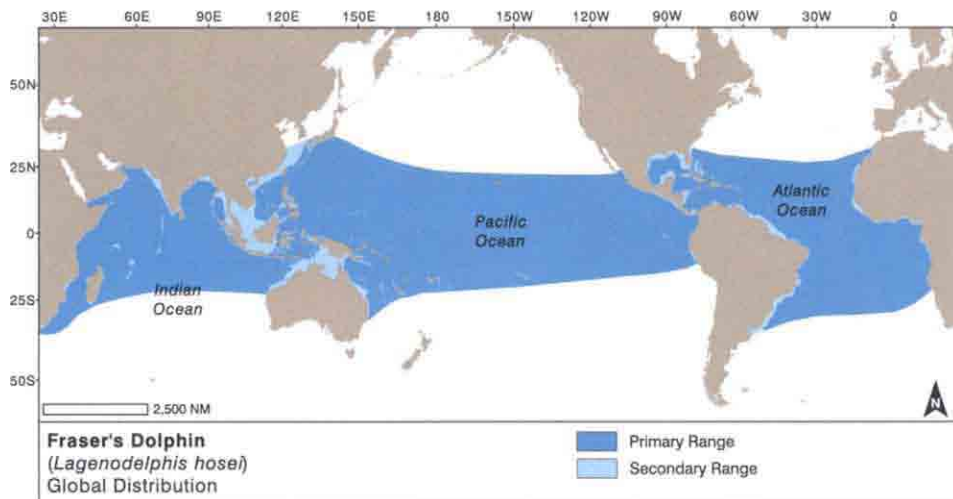 30E 60E 90E 120E 150E 180 150W 120W 90W 60W 30W 0
50N
25N
0
25S
50S
Atlantic
Ocean
Pacific
Ocean
Indian
Ocean
2,500 NM
N
Fraser's Dolphin
(Lagenodelphis hosei)
Global Distribution
Primary Range
Secondary Range